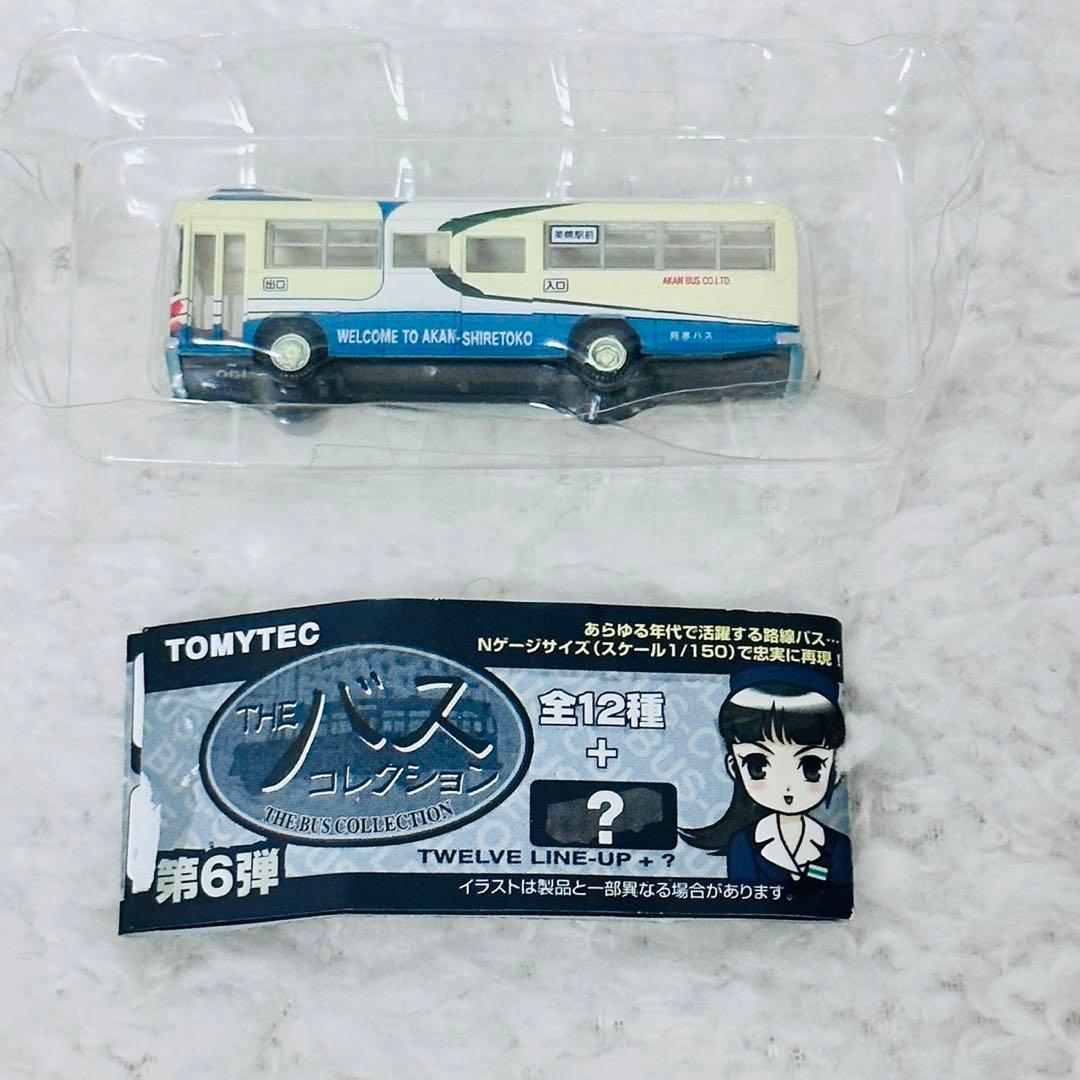 美幌駅前
出口
入口
AKAN BUS CO.LTD.
WELCOME TO AKAN-SHIRETOKO
阿寒バス
TOMYTEC
あらゆる年代で活躍する路線バス…
Nゲージサイズ(スケール1/150)で忠実に再現!
THE バス
コレクション
THE BUS COLLECTION
全12種
+
?
TWELVE LINE-UP + ?
第6弾
イラストは製品と一部異なる場合があります。